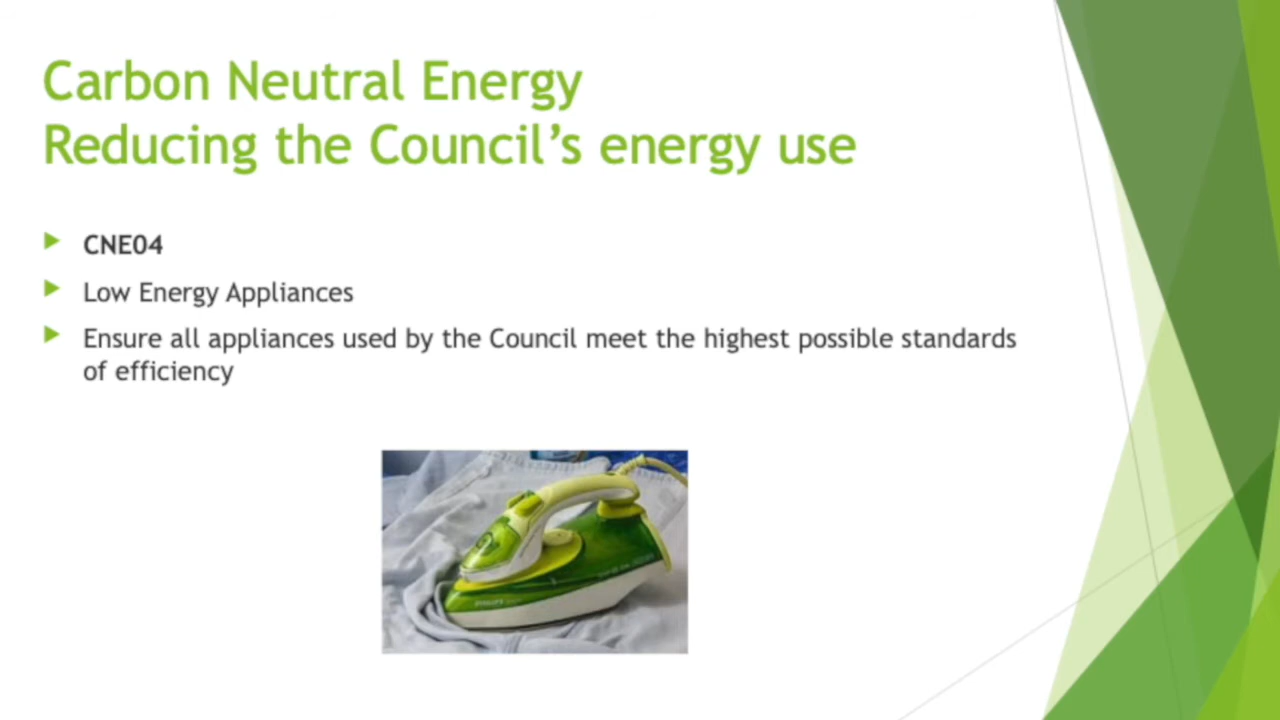 Carbon Neutral Energy
Reducing the Council’s energy use
CNE04
Low Energy Appliances
Ensure all appliances used by the Council meet the highest possible standards
of efficiency
PHILIPS